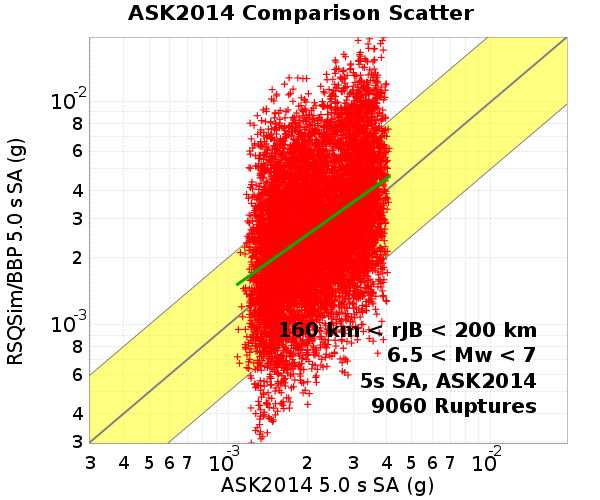 ASK2014 Comparison Scatter
RSQSim/BBP 5.0 s SA (g)
10⁻²
8
6
4
3
2
10⁻³
8
6
4
3
160 km < rJB < 200 km
6.5 < Mw < 7
5s SA, ASK2014
9060 Ruptures
3 4 5 6 7 10⁻³ 2 3 4 5 6 7 10⁻²
ASK2014 5.0 s SA (g)